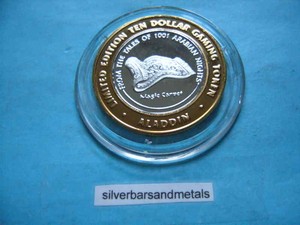 LIMITED EDITION TEN DOLLAR GAMING TOKEN
FROM THE TALES OF 1001 ARABIAN NIGHTS
Magic Carpet
ALADDIN
silverbarsandmetals